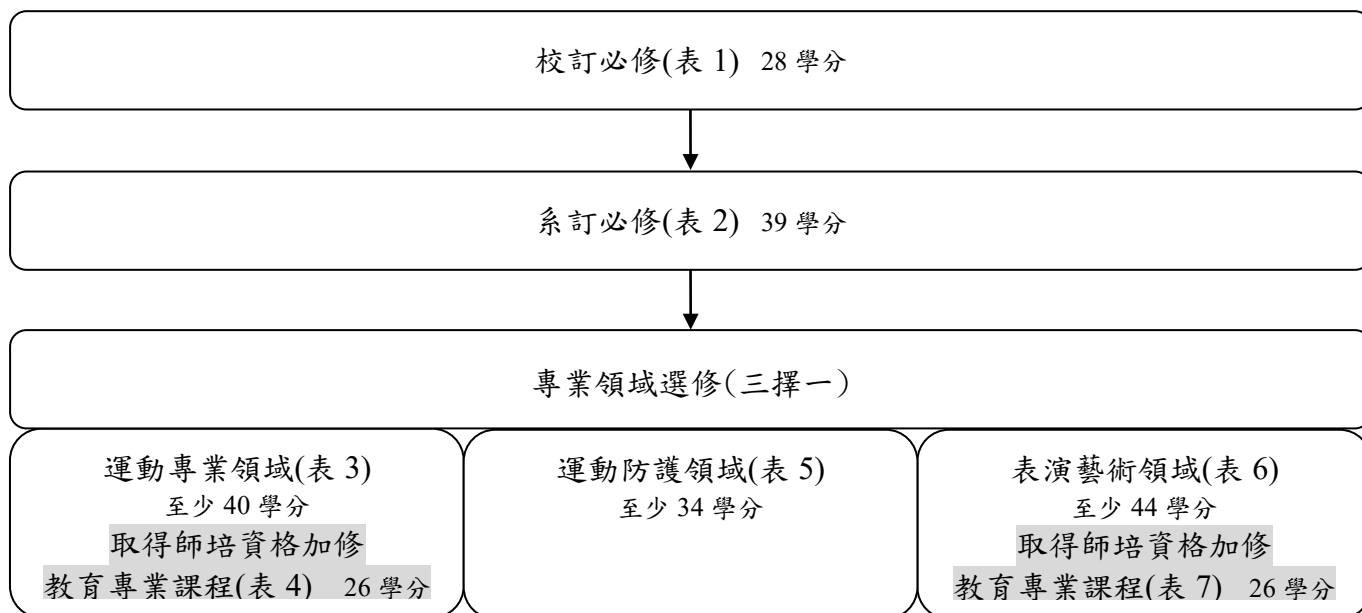 校訂必修(表 1) 28 學分
系訂必修(表 2) 39 學分
專業領域選修(三擇一)
運動專業領域(表 3)
至少 40 學分
取得師培資格加修
教育專業課程(表 4) 26 學分
運動防護領域(表 5)
至少 34 學分
表演藝術領域(表 6)
至少 44 學分
取得師培資格加修
教育專業課程(表 7) 26 學分